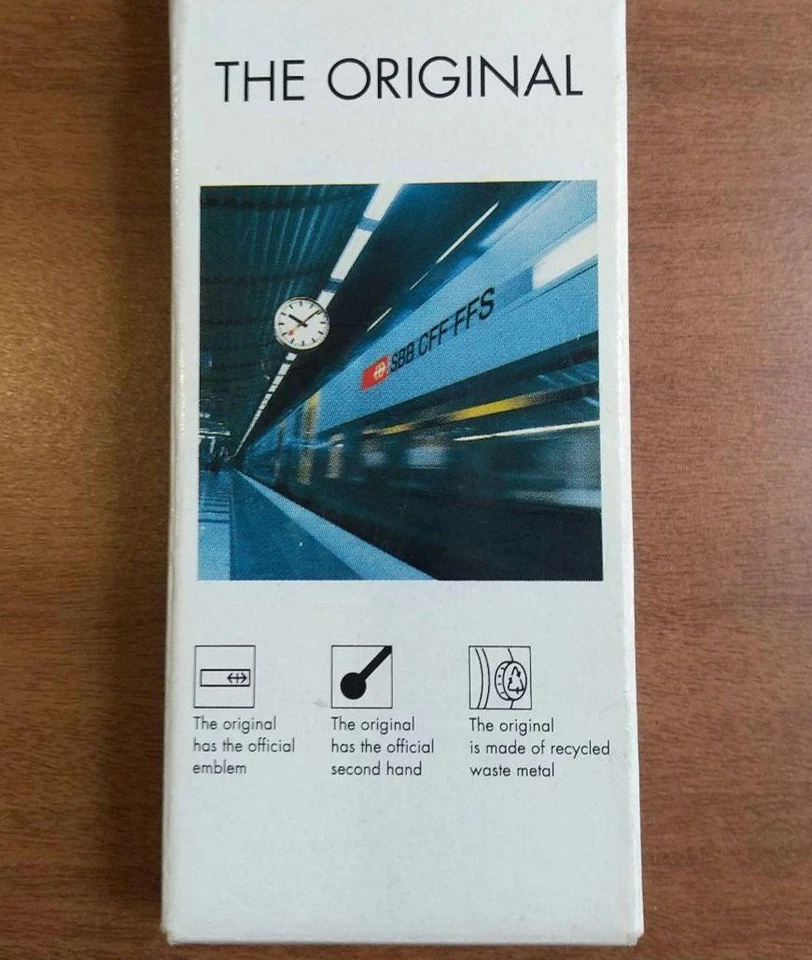 THE ORIGINAL
SBB CFF FFS
The original
has the official
emblem
The original
has the official
second hand
The original
is made of recycled
waste metal